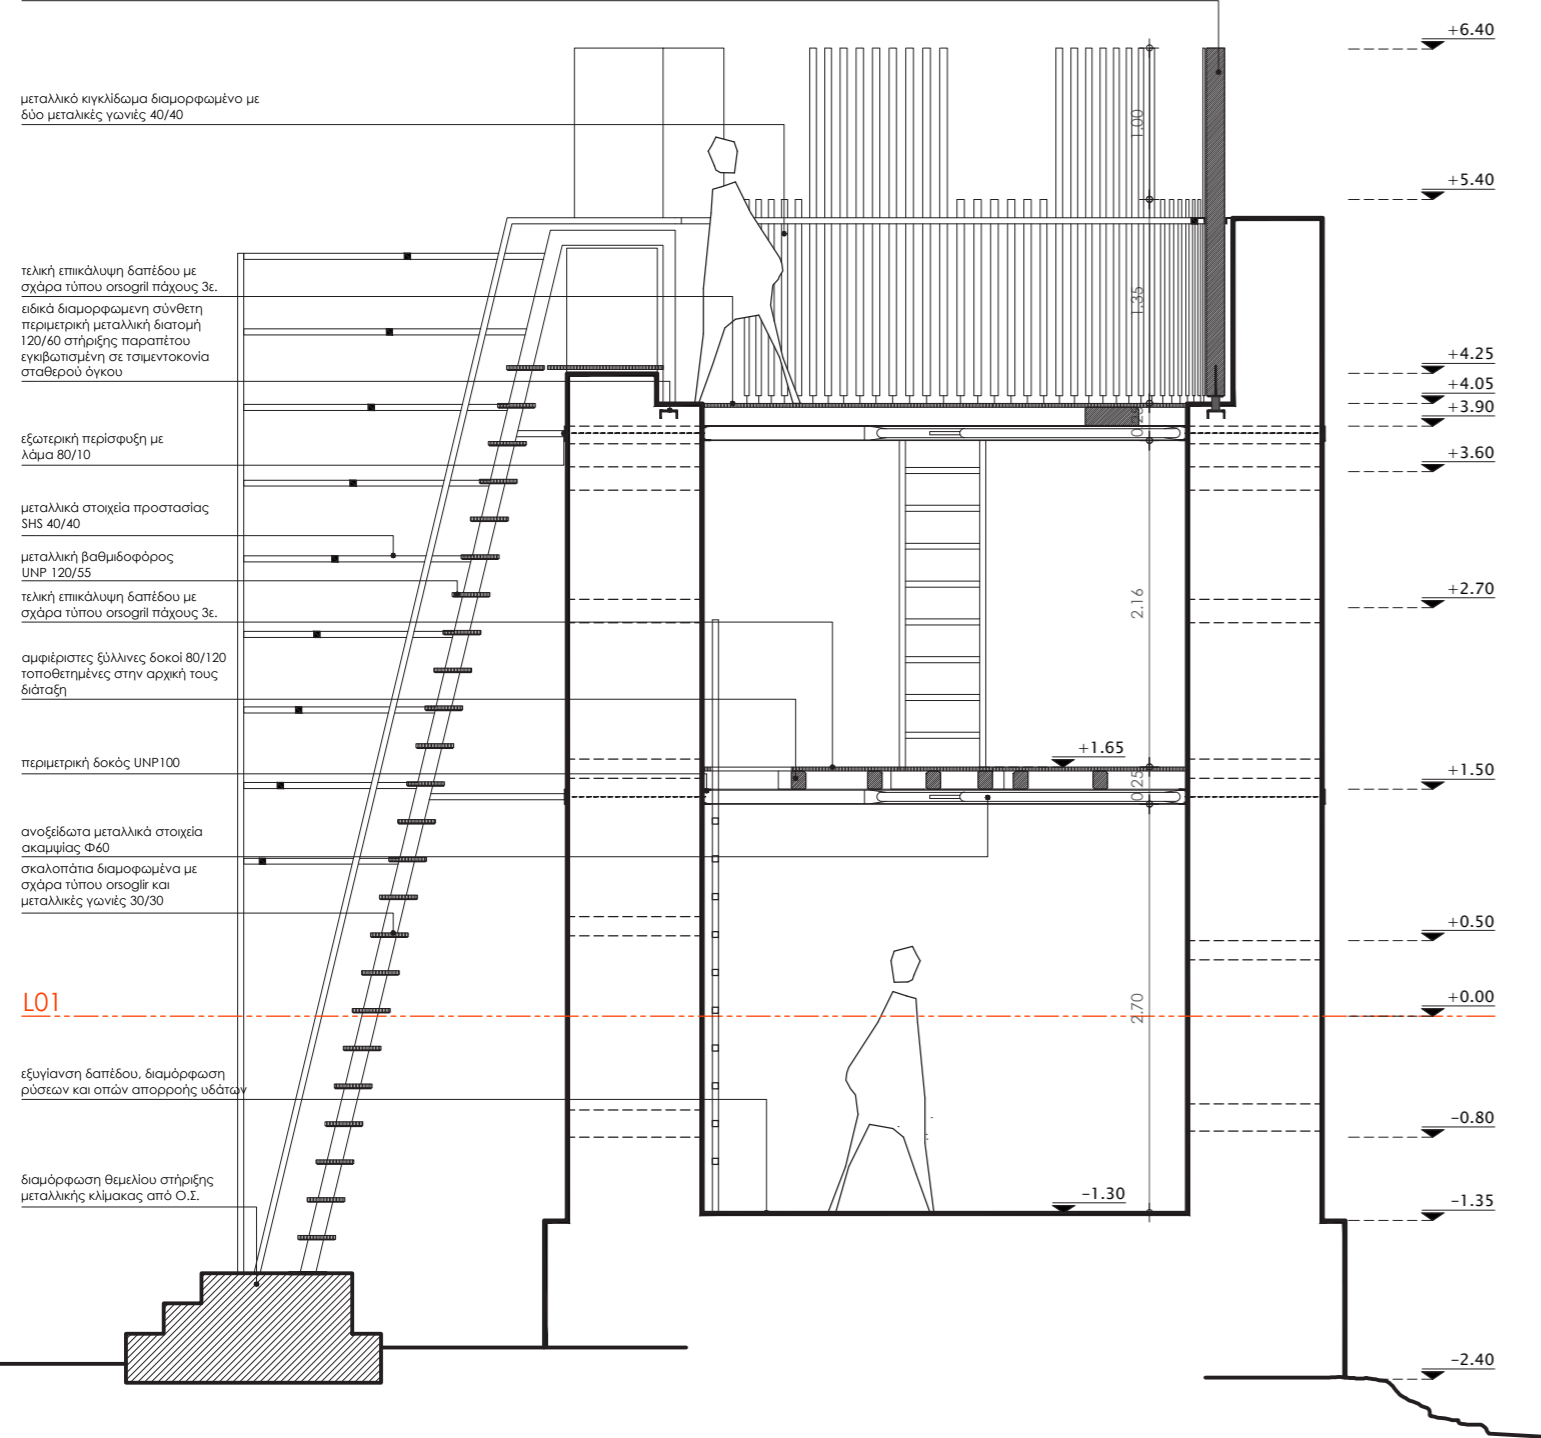 μεταλλικό κιγκλίδωμα διαμορφωμένο με
δύο μεταλικές γωνιές 40/40
τελική επικάλυψη δαπέδου με
σχάρα τύπου orsogril πάχους 3ε.
ειδικά διαμορφωμενη σύνθετη
περιμετρική μεταλλική διατομή
120/60 στήριξης παραπέτου
εγκιβωτισμένη σε τσιμεντοκονία
σταθερού όγκου
εξωτερική περίσφυξη με
λάμα 80/10
μεταλλικά στοιχεία προστασίας
SHS 40/40
μεταλλική βαθμιδοφόρος
UNP 120/55
τελική επικάλυψη δαπέδου με
σχάρα τύπου orsogril πάχους 3ε.
αμφιέριστες ξύλλινες δοκοί 80/120
τοποθετημένες στην αρχική τους
διάταξη
περιμετρική δοκός UNP100
ανοξείδωτα μεταλλικά στοιχεία
ακαμψίας Φ60
σκαλοπάτια διαμοφωμένα με
σχάρα τύπου orsoglir και
μεταλλικές γωνιές 30/30
L01
εξυγίανση δαπέδου, διαμόρφωση
ρύσεων και οπών απορροής υδάτων
διαμόρφωση θεμελίου στήριξης
μεταλλικής κλίμακας από Ο.Σ.
1.00
1.35
0.25
2.16
+1.65
0.25
2.70
-1.30
+6.40
+5.40
+4.25
+4.05
+3.90
+3.60
+2.70
+1.50
+0.50
+0.00
-0.80
-1.35
-2.40